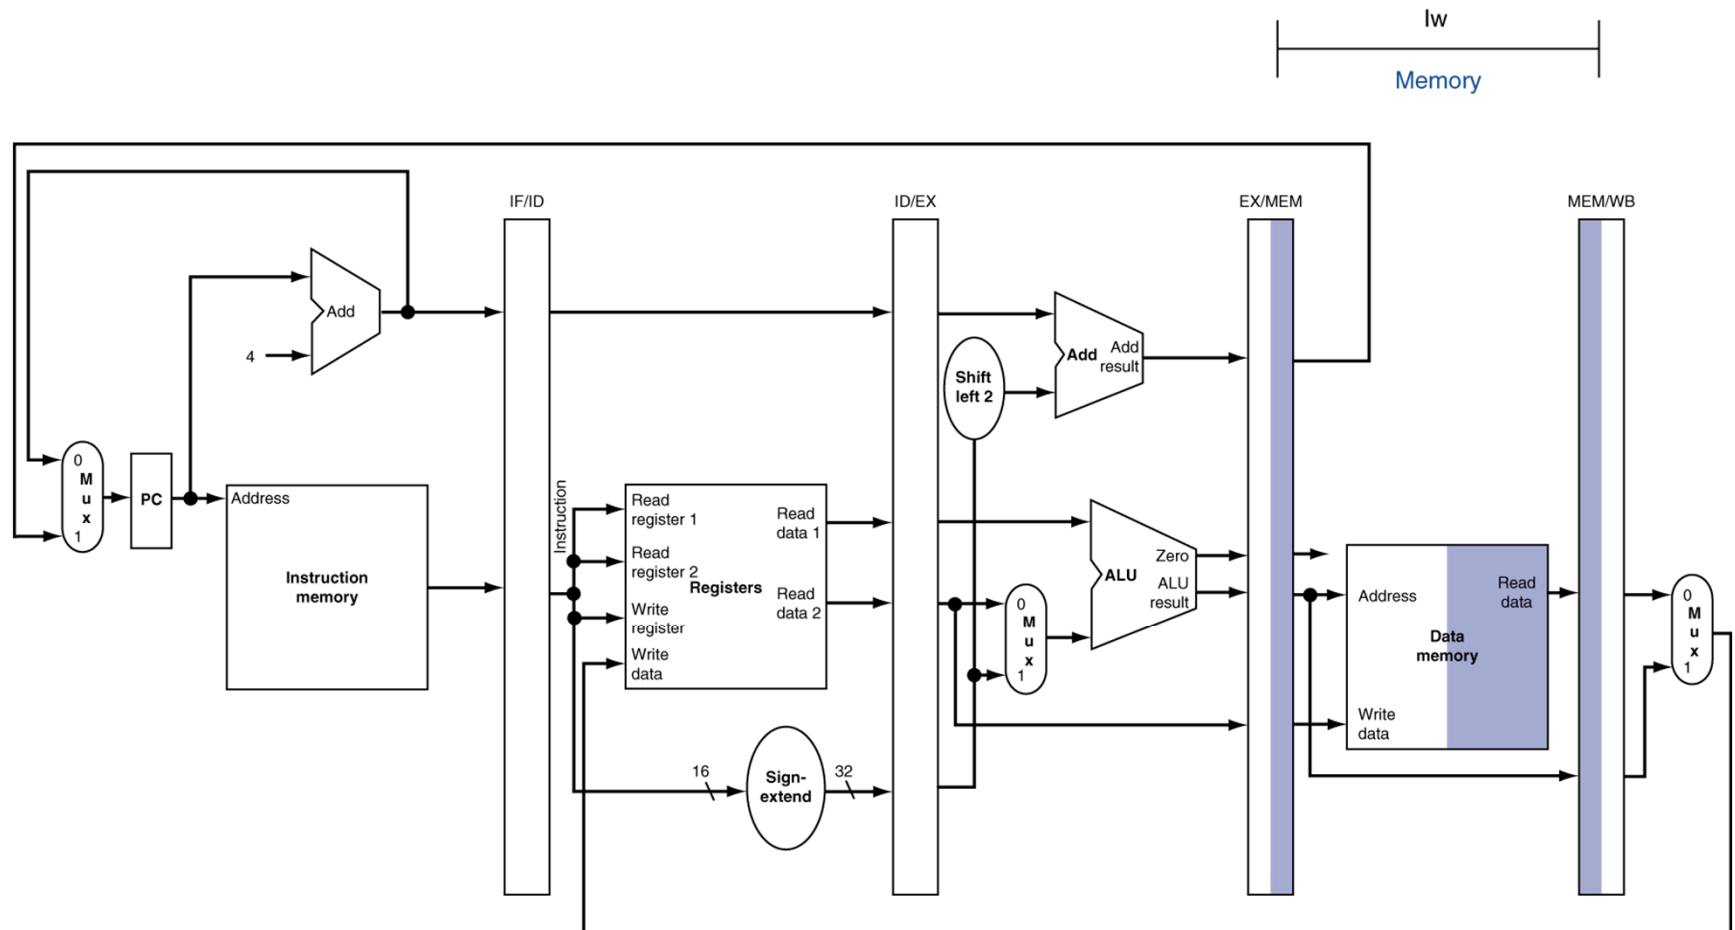 lw
Memory
IF/ID
ID/EX
EX/MEM
MEM/WB
Add
4
Shift
left 2
Add
Add
result
0
M
u
x
1
PC
Address
Instruction
memory
Instruction
Read
register 1
Read
register 2
Write
register
Write
data
Registers
Read
data 1
Read
data 2
16
Sign-
extend
32
0
M
u
x
1
ALU
Zero
ALU
result
Address
Read
data
Data
memory
Write
data
0
M
u
x
1